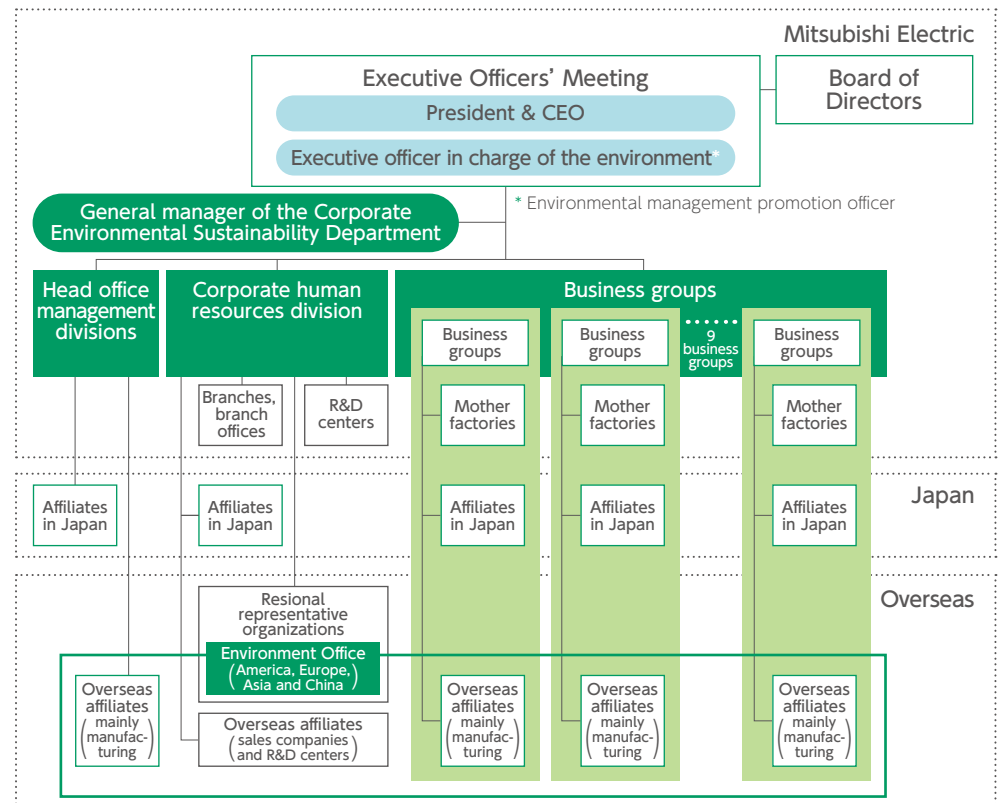 Mitsubishi Electric
Executive Officers' Meeting
President & CEO
Executive officer in charge of the environment*
Board of
Directors
* Environmental management promotion officer
General manager of the Corporate
Environmental Sustainability Department
Head office
management
divisions
Corporate human
resources division
Business groups
Business
groups
Business
groups
......
9
business
groups
Business
groups
Branches,
branch
offices
R&D
centers
Mother
factories
Mother
factories
Mother
factories
Japan
Affiliates
in Japan
Affiliates
in Japan
Affiliates
in Japan
Affiliates
in Japan
Affiliates
in Japan
Overseas
Resional
representative
organizations
Environment Office
(America, Europe,
Asia and China)
Overseas
affiliates
(mainly
manufac-
turing)
Overseas affiliates
(sales companies
and R&D centers)
Overseas
affiliates
(mainly
manufac-
turing)
Overseas
affiliates
(mainly
manufac-
turing)
Overseas
affiliates
(mainly
manufac-
turing)